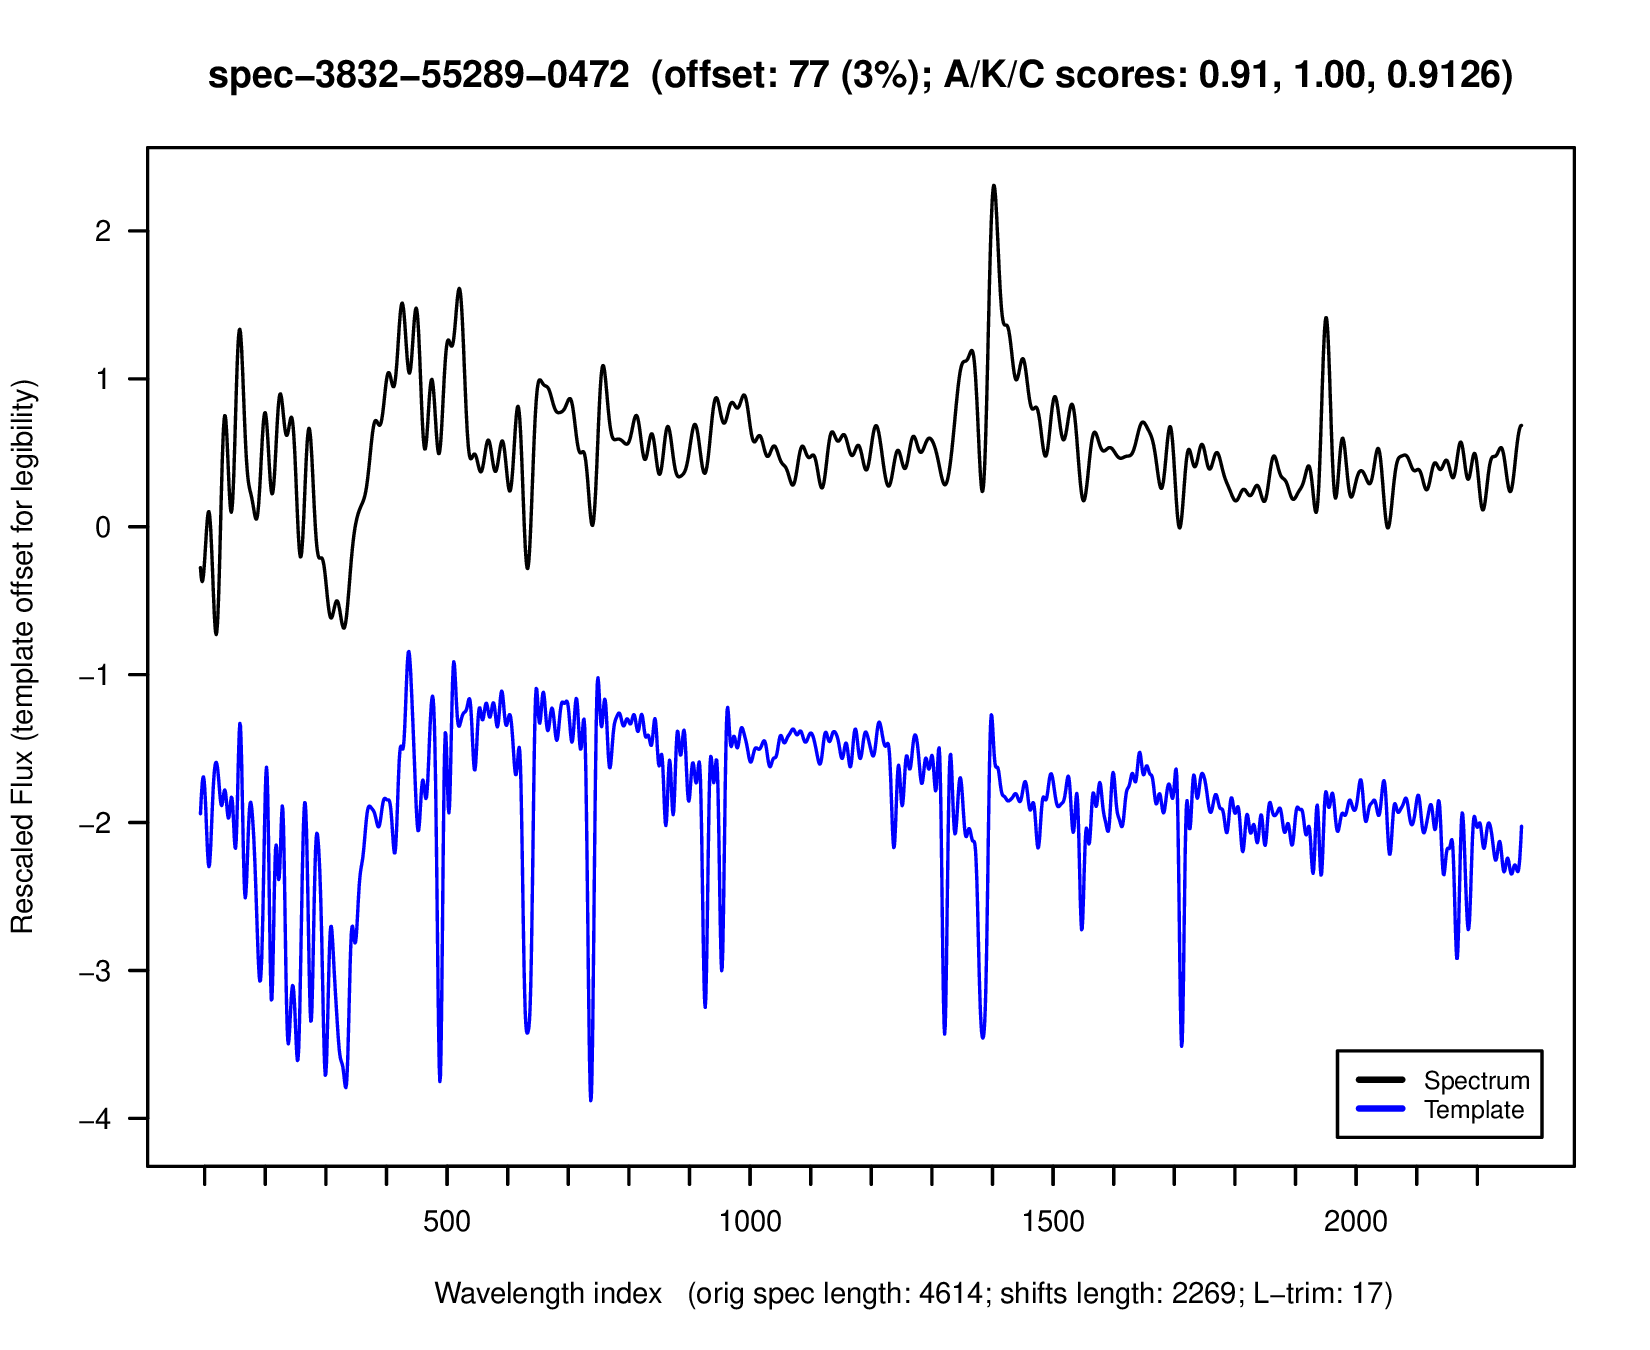 spec−3832−55289−0472  (offset: 77 (3%); A/K/C scores: 0.91, 1.00, 0.9126)
Rescaled Flux (template offset for legibility)
2
1
0
−1
−2
−3
−4
Spectrum
Template
500 1000 1500 2000
Wavelength index   (orig spec length: 4614; shifts length: 2269; L−trim: 17)